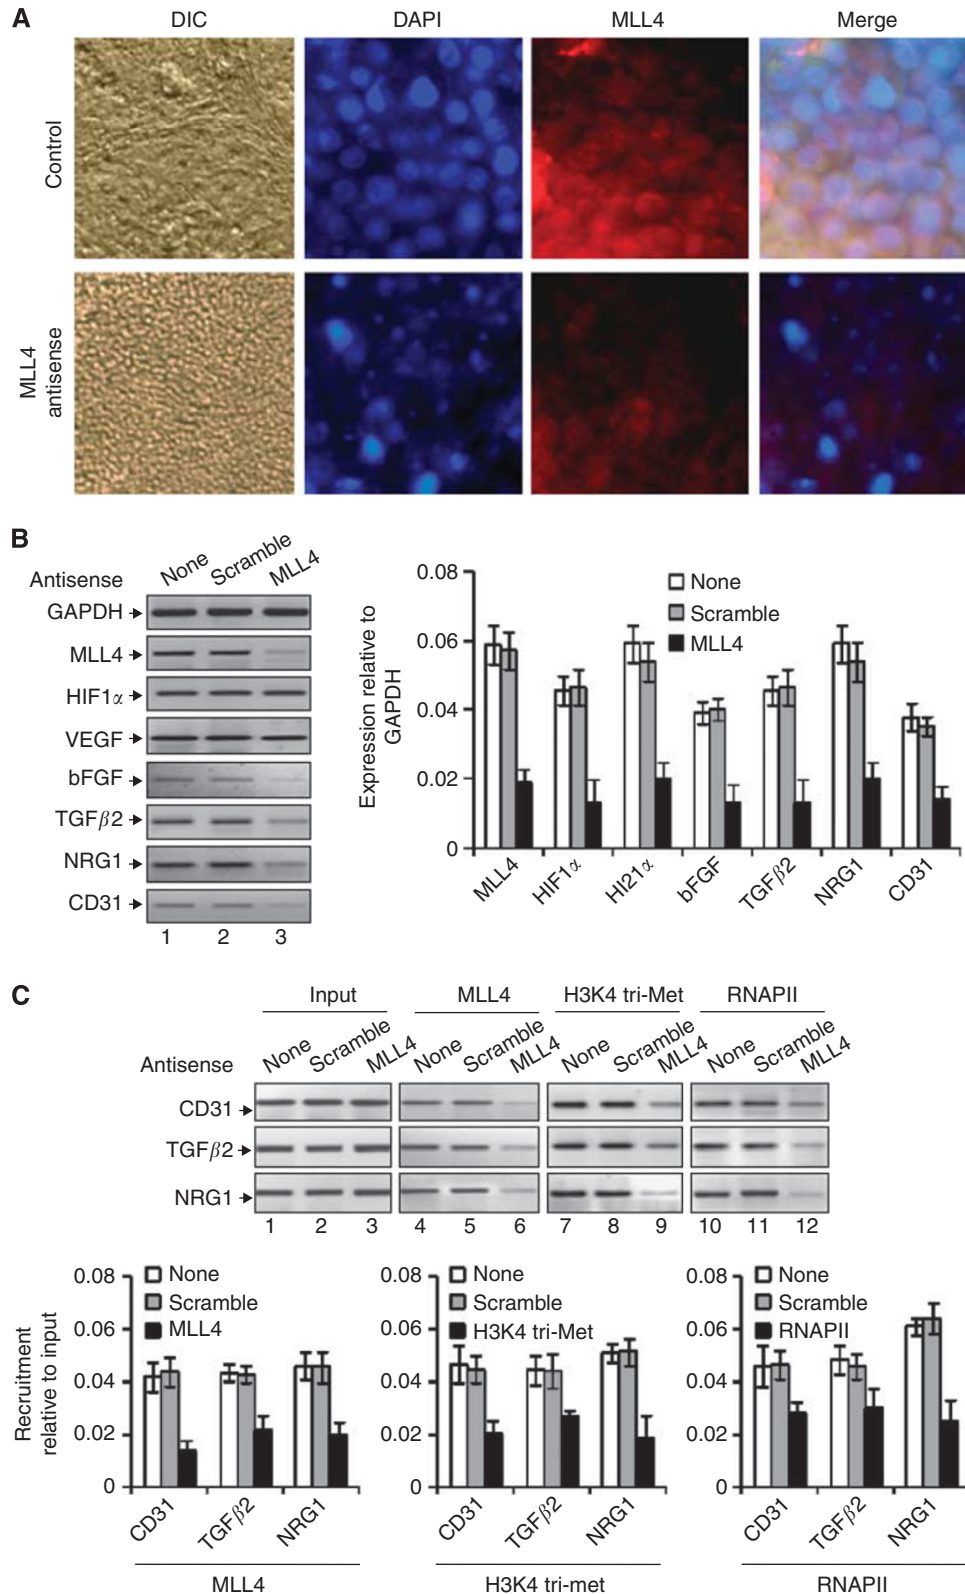 A
DIC DAPI MLL4 Merge
Control
MLL4 antisense
B
Antisense None Scramble MLL4
GAPDH
MLL4
HIF1α
VEGF
bFGF
TGFβ2
NRG1
CD31
1 2 3
Expression relative to GAPDH
0.08
0.06
0.04
0.02
0
None
Scramble
MLL4
MLL4 HIF1α HI21α bFGF TGFβ2 NRG1 CD31
C
Input MLL4 H3K4 tri-Met RNAPII
Antisense None Scramble MLL4 None Scramble MLL4 None Scramble MLL4 None Scramble MLL4
CD31
TGFβ2
NRG1
1 2 3 4 5 6 7 8 9 10 11 12
Recruitment relative to input
0.08
0.06
0.04
0.02
0
None
Scramble
MLL4
CD31 TGFβ2 NRG1
MLL4
0.08
0.06
0.04
0.02
0
None
Scramble
H3K4 tri-Met
CD31 TGFβ2 NRG1
H3K4 tri-met
0.08
0.06
0.04
0.02
0
None
Scramble
RNAPII
CD31 TGFβ2 NRG1
RNAPII